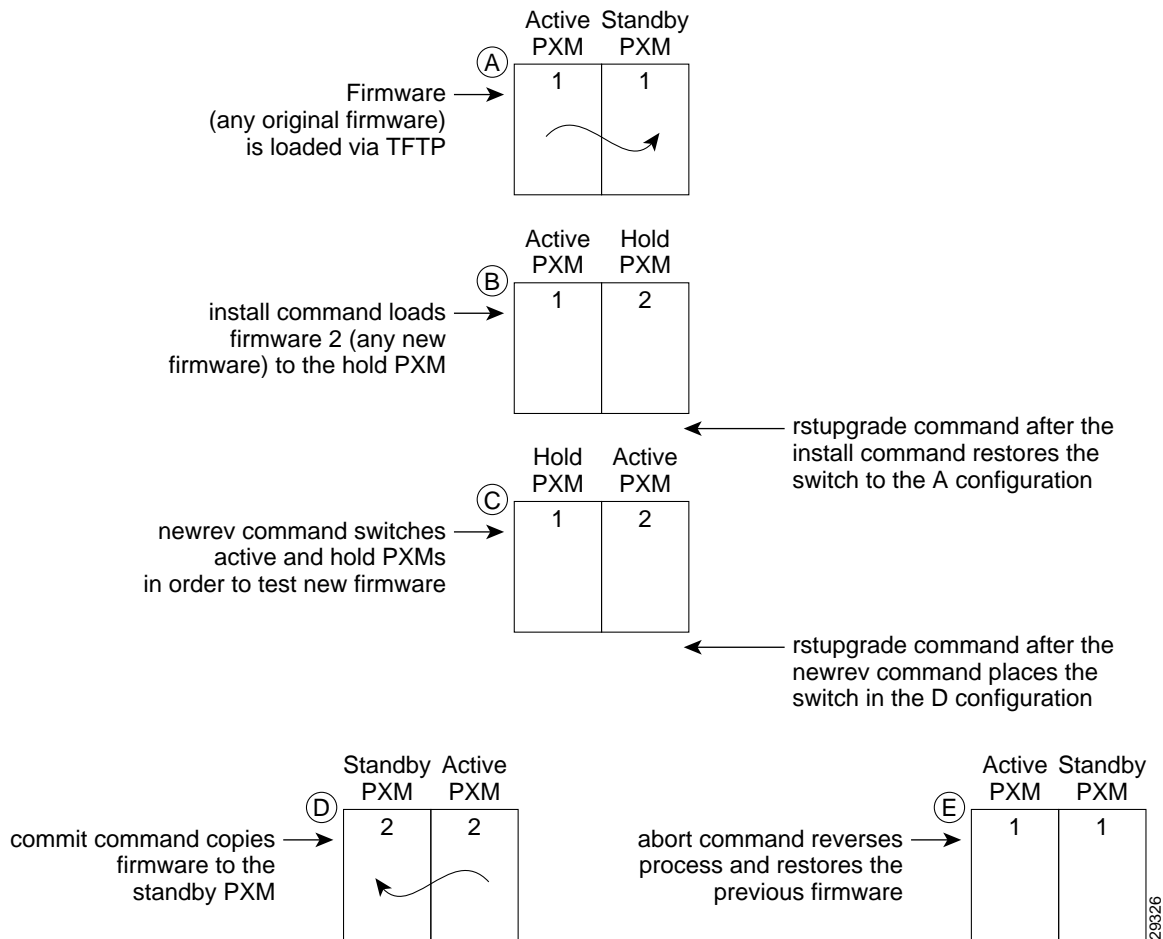 Active Standby
PXM PXM
A
1 1
Firmware
(any original firmware)
is loaded via TFTP
Active Hold
PXM PXM
B
1 2
install command loads
firmware 2 (any new
firmware) to the hold PXM
rstupgrade command after the
install command restores the
switch to the A configuration
Hold Active
PXM PXM
C
1 2
newrev command switches
active and hold PXMs
in order to test new firmware
rstupgrade command after the
newrev command places the
switch in the D configuration
Standby Active
PXM PXM
D
2 2
commit command copies
firmware to the
standby PXM
Active Standby
PXM PXM
E
1 1
abort command reverses
process and restores the
previous firmware
29326